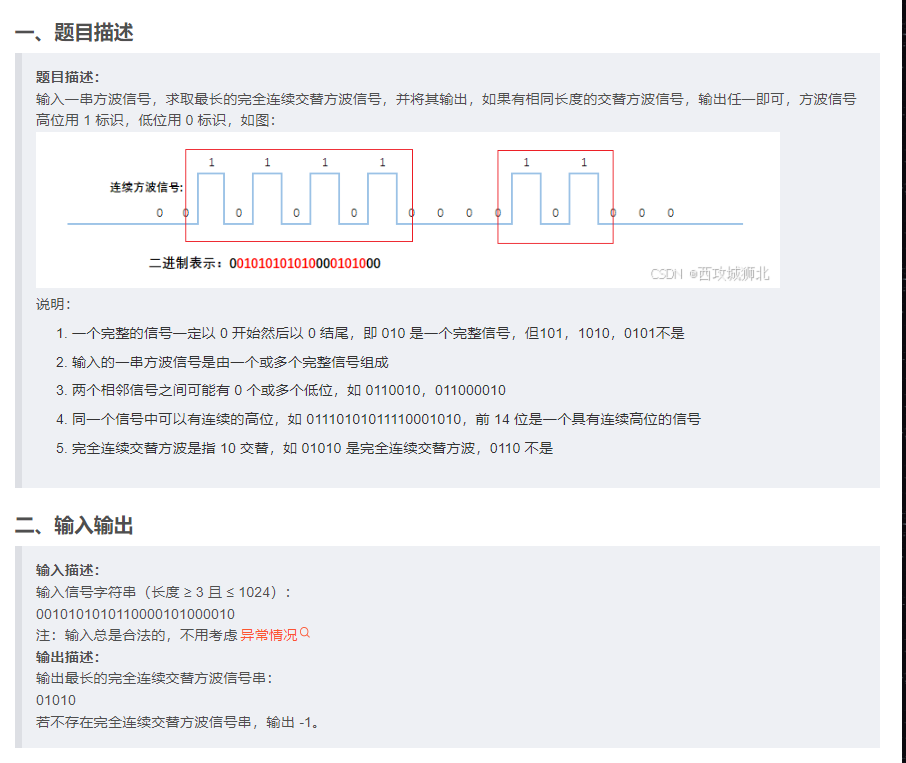 一、题目描述
题目描述：
输入一串方波信号，求取最长的完全连续交替方波信号，并将其输出，如果有相同长度的交替方波信号，输出任一即可，方波信号
高位用 1 标识，低位用 0 标识，如图：
1 1 1 1 1 1
连续方波信号:
0 0 0 0 0 0 0 0 0 0 0 0 0
二进制表示：00101010101000010100
CSDN @西攻城狮北
说明：
1. 一个完整的信号一定以 0 开始然后以 0 结尾，即 010 是一个完整信号，但101，1010，0101不是
2. 输入的一串方波信号是由一个或多个完整信号组成
3. 两个相邻信号之间可能有 0 个或多个低位，如 0110010，011000010
4. 同一个信号中可以有连续的高位，如 01110101011110001010，前 14 位是一个具有连续高位的信号
5. 完全连续交替方波是指 10 交替，如 01010 是完全连续交替方波，0110 不是
二、输入输出
输入描述：
输入信号字符串（长度 ≥ 3 且 ≤ 1024）：
0010101010110000101000010
注：输入总是合法的，不用考虑 异常情况
输出描述：
输出最长的完全连续交替方波信号串：
01010
若不存在完全连续交替方波信号串，输出 -1。